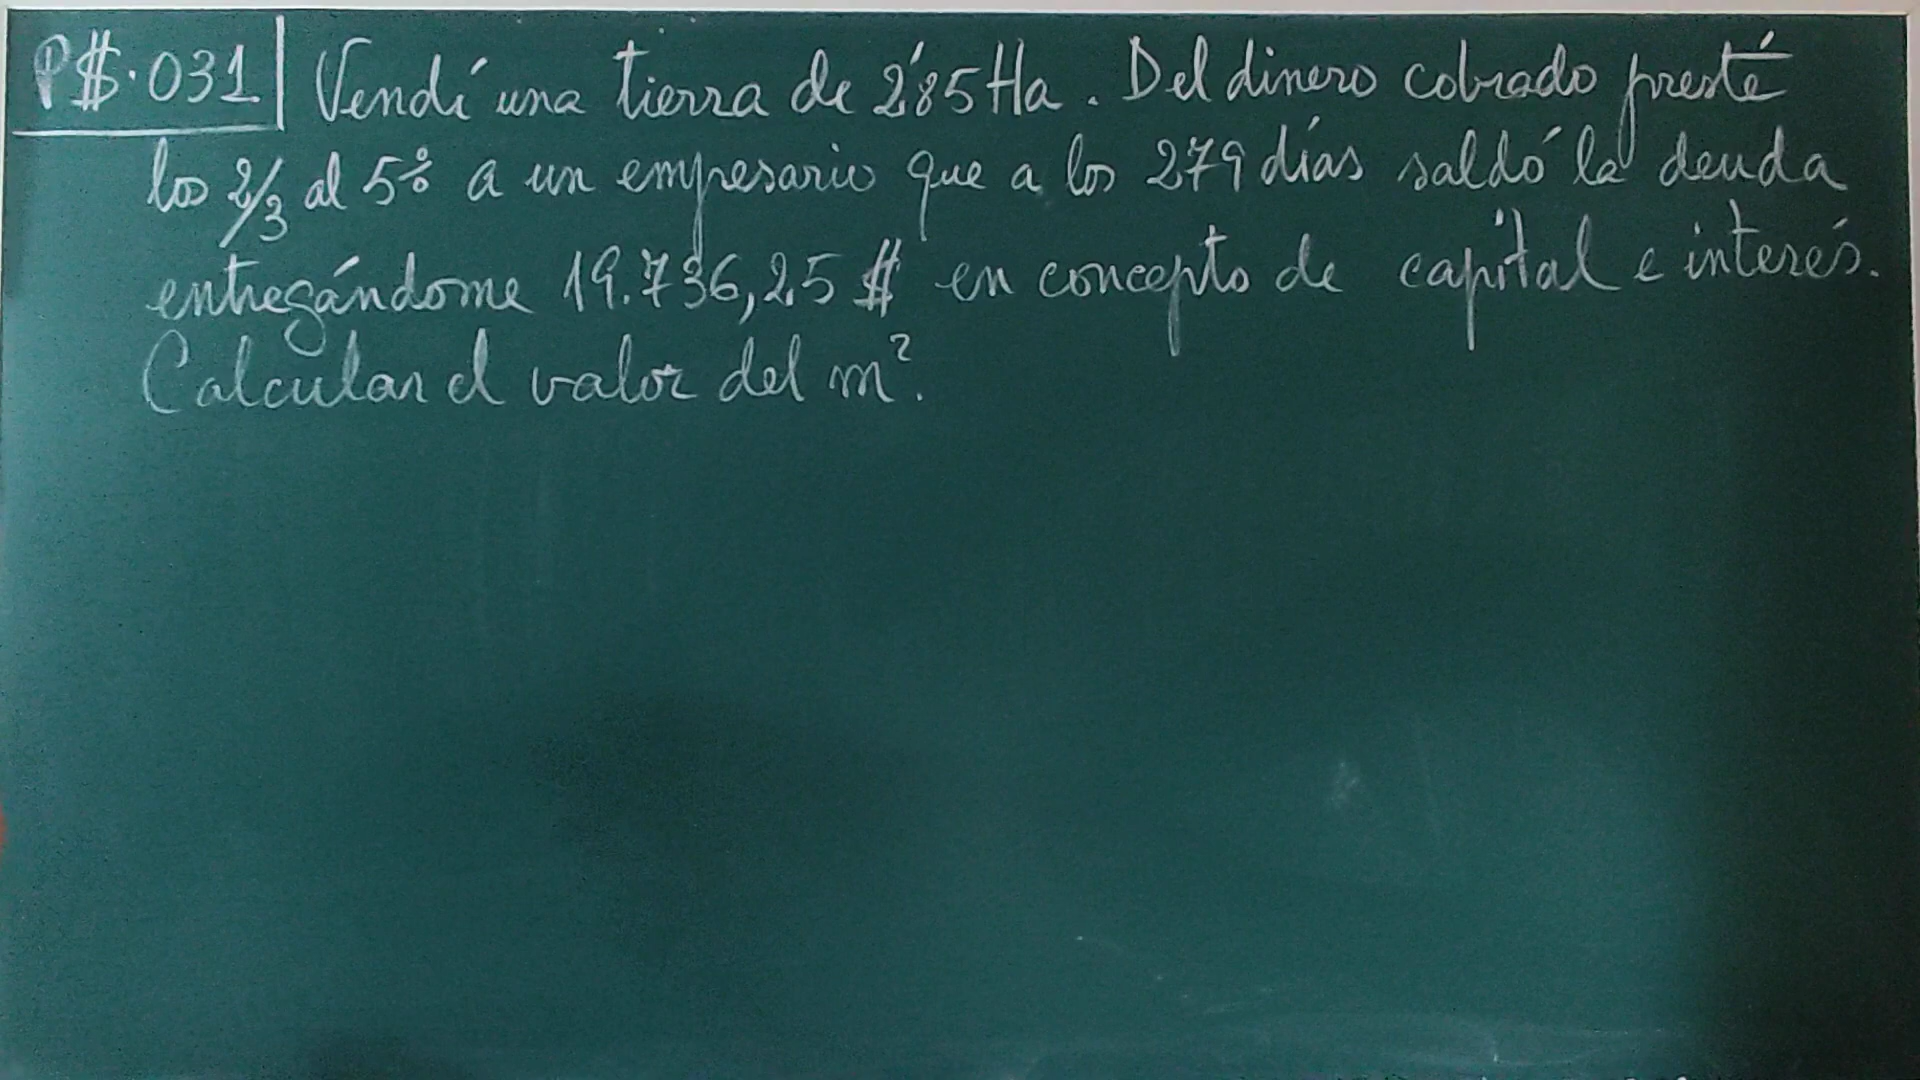 P$.031 Vendí una tierra de 2'85 Ha. Del dinero cobrado presté
los 2/3 al 5% a un empresario que a los 279 días saldó la deuda
entregándome 19.736,25 $ en concepto de capital e interés.
Calcular el valor del m².